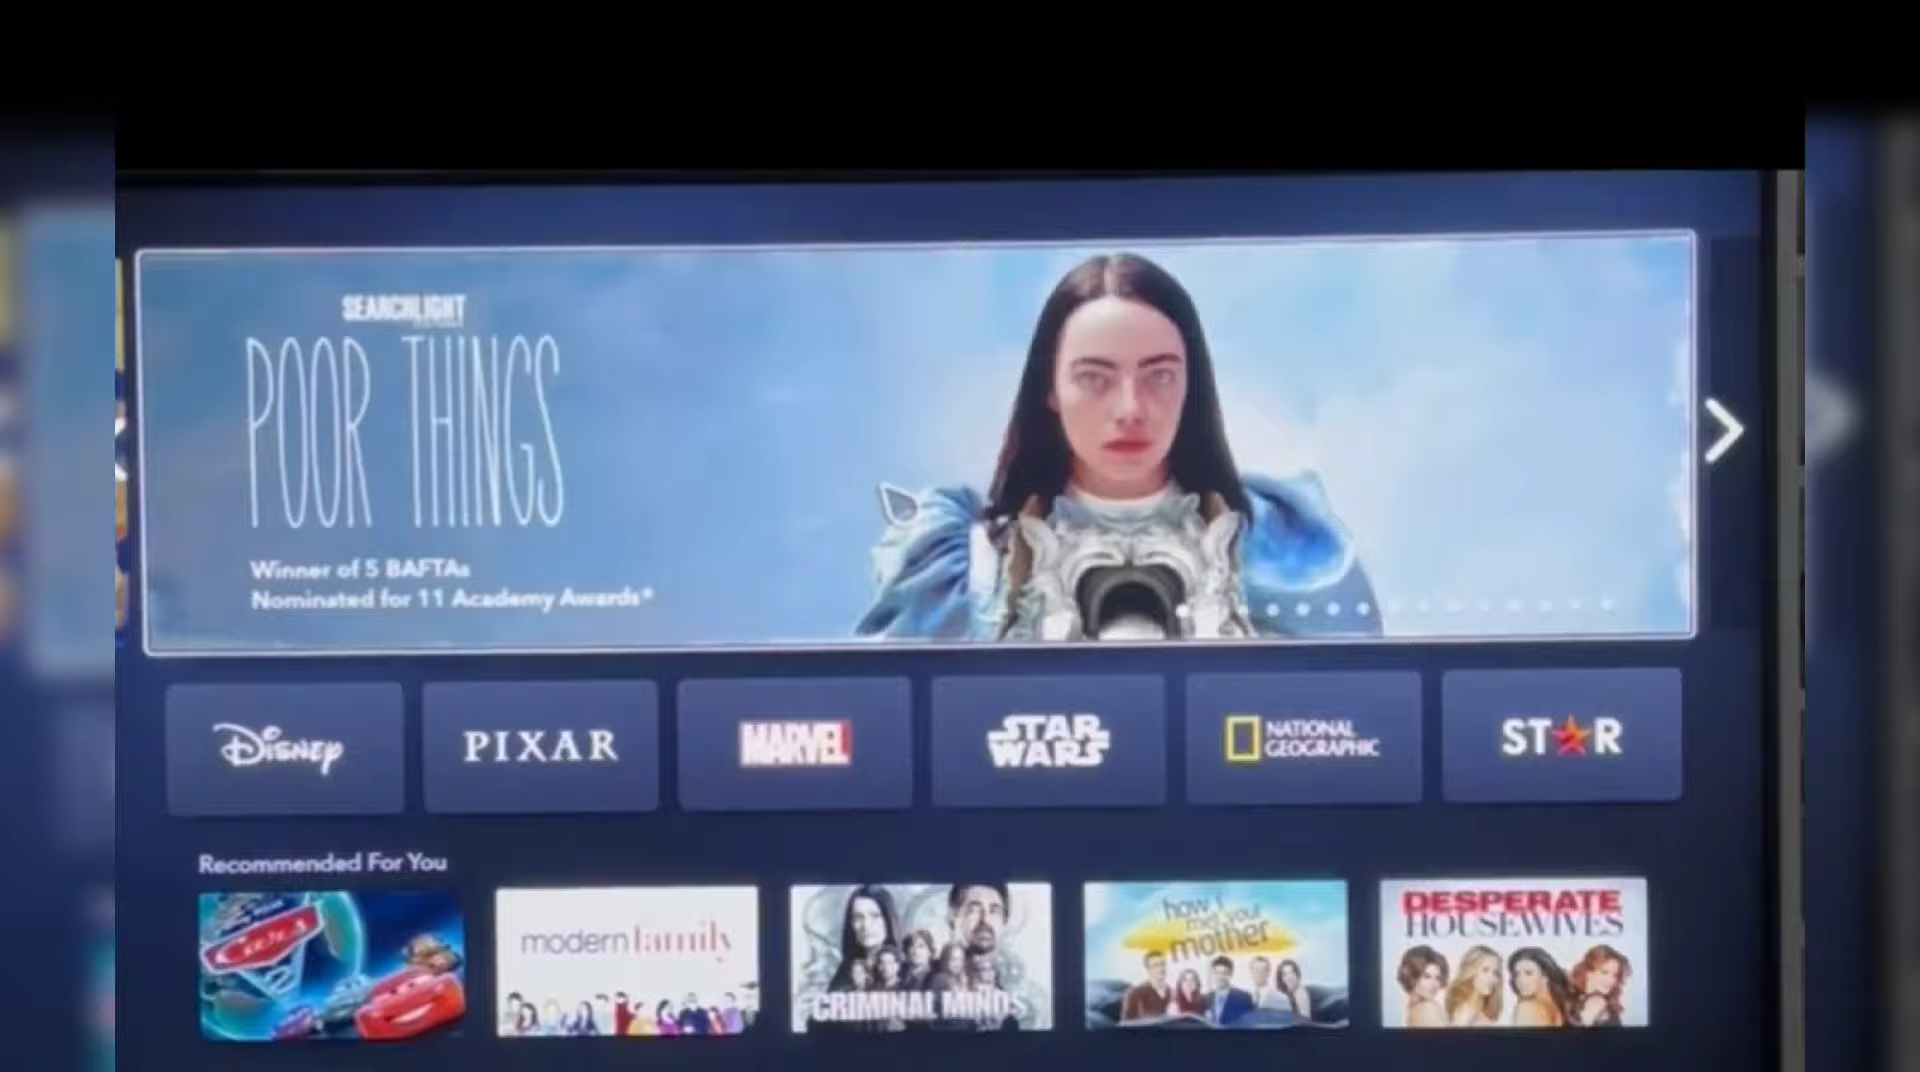 SEARCHLIGHT
POOR THINGS
Winner of 5 BAFTAs
Nominated for 11 Academy Awards*
Disney
PIXAR
MARVEL
STAR
WARS
NATIONAL
GEOGRAPHIC
ST★R
Recommended For You
Cars 2
modern family
CRIMINAL MINDS
how i
met your
mother
DESPERATE
HOUSEWIVES